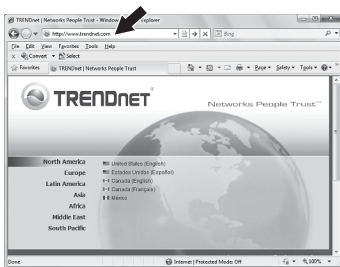 TRENDnet | Networks People Trust - Window
xplorer
http://www.trendnet.com
Bing
File Edit View Favorites Tools Help
x Convert Select
Favorites TRENDnet | Networks People Trust
Page Safety Tools
TRENDNET
Networks People Trust™
North America
Europe
Latin America
Asia
Africa
Middle East
South Pacific
United States (English)
Estados Unidos (Español)
Canada (English)
Canada (Français)
México
Done
Internet | Protected Mode: Off
100%